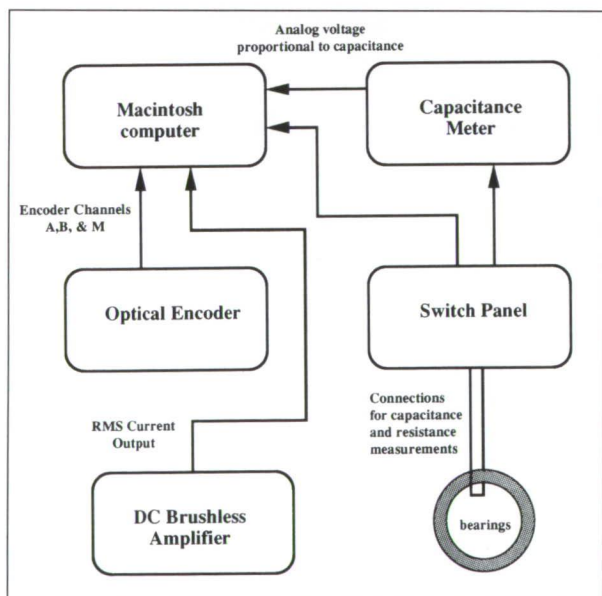 Analog voltage
proportional to capacitance
Macintosh
computer
Capacitance
Meter
Encoder Channels
A,B, & M
Optical Encoder
Switch Panel
RMS Current
Output
Connections
for capacitance
and resistance
measurements
DC Brushless
Amplifier
bearings